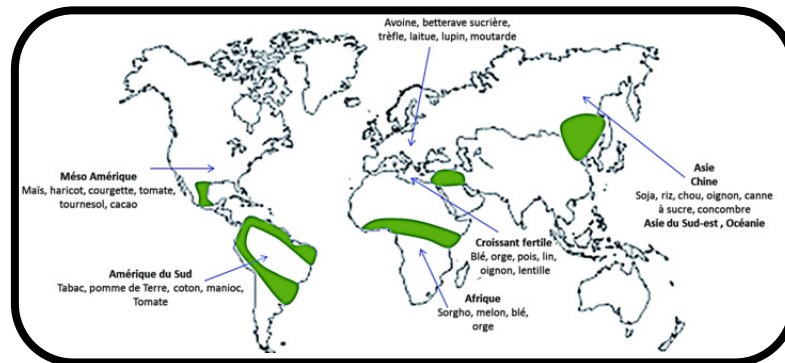 Avoine, betterave sucrière,
trèfle, laitue, lupin, moutarde
Méso Amérique
Maïs, haricot, courgette, tomate,
tournesol, cacao
Asie
Chine
Soja, riz, chou, oignon, canne
à sucre, concombre
Asie du Sud-est , Océanie
Croissant fertile
Blé, orge, pois, lin,
oignon, lentille
Amérique du Sud
Tabac, pomme de Terre, coton, manioc,
Tomate
Afrique
Sorgho, melon, blé,
orge